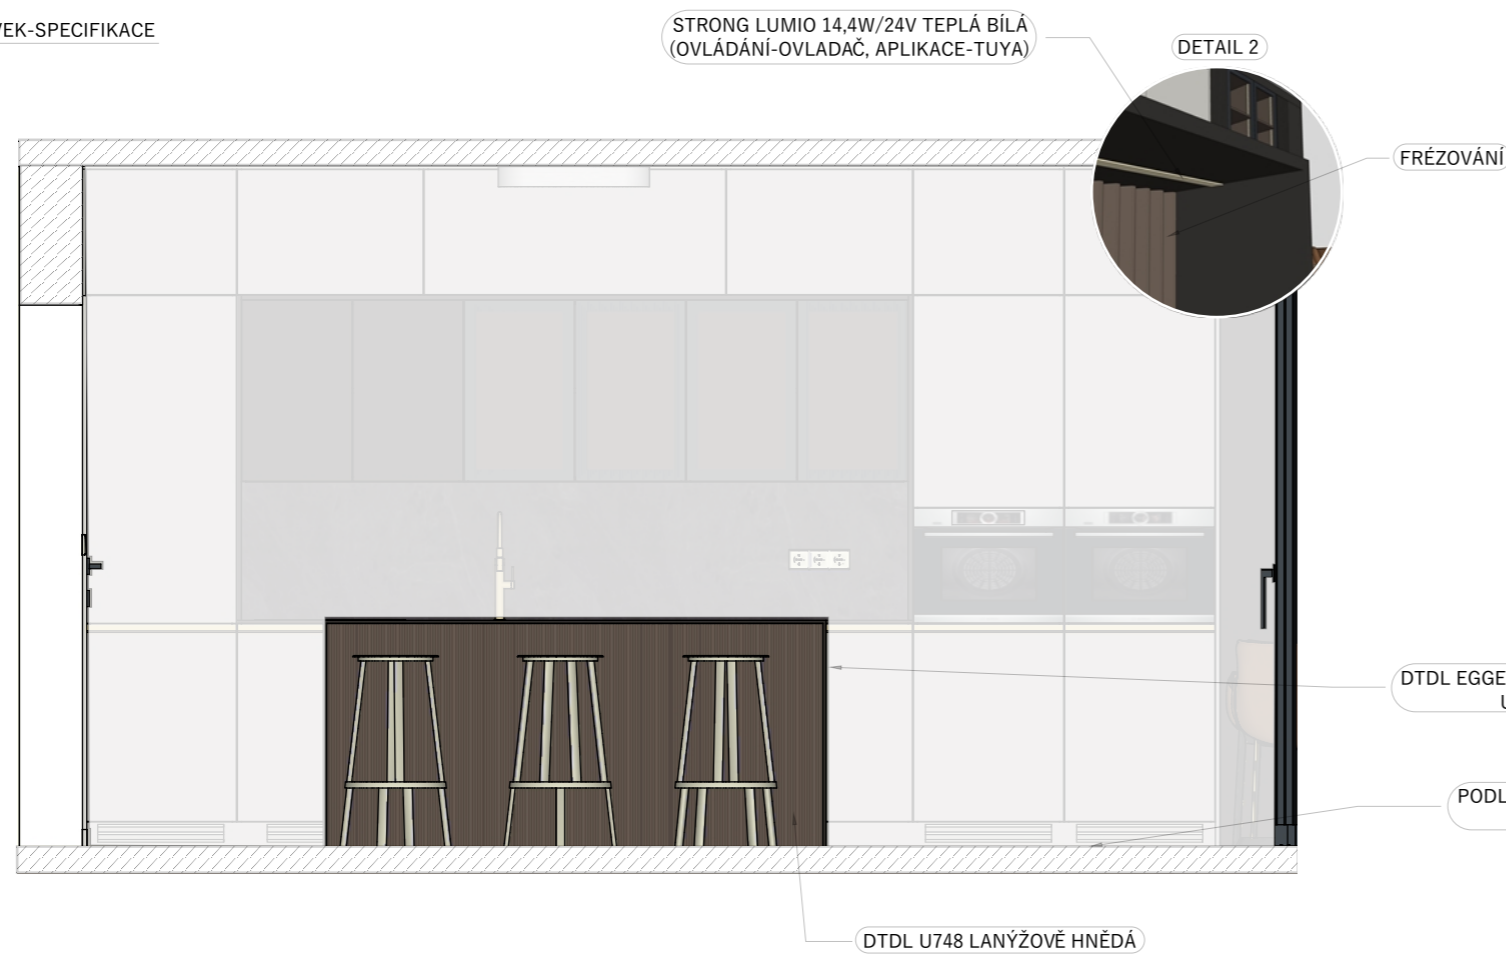 VEK-SPECIFIKACE
STRONG LUMIO 14,4W/24V TEPLÁ BÍLÁ
(OVLÁDÁNÍ-OVLADAČ, APLIKACE-TUYA)
DETAIL 2
FRÉZOVÁNÍ
DTDL EGGE
U
PODL
DTDL U748 LANÝŽOVĚ HNĚDÁ